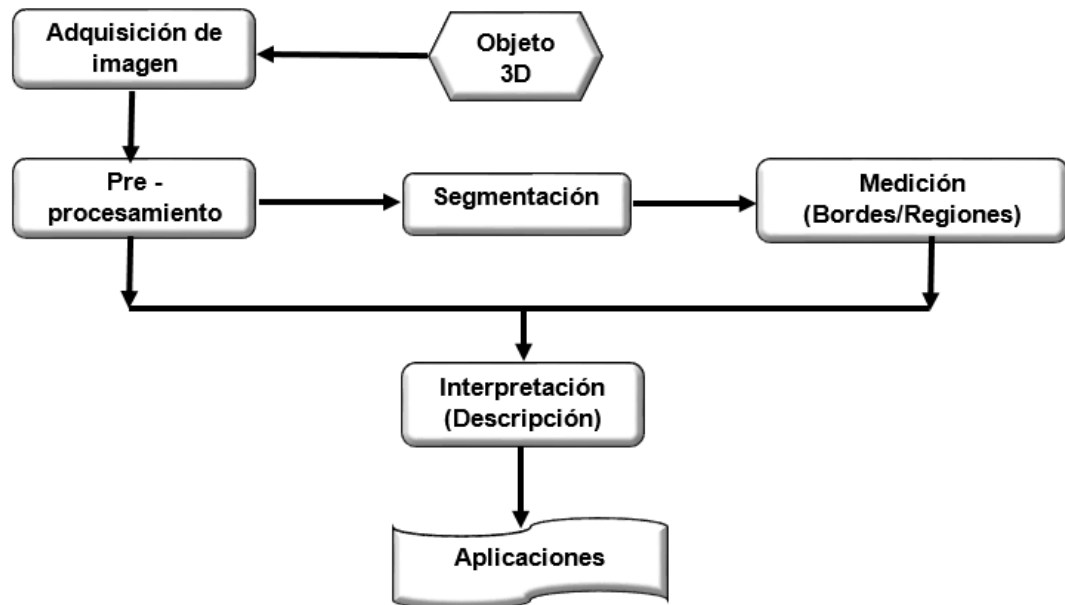 Adquisición de
imagen
Objeto
3D
Pre -
procesamiento
Segmentación
Medición
(Bordes/Regiones)
Interpretación
(Descripción)
Aplicaciones